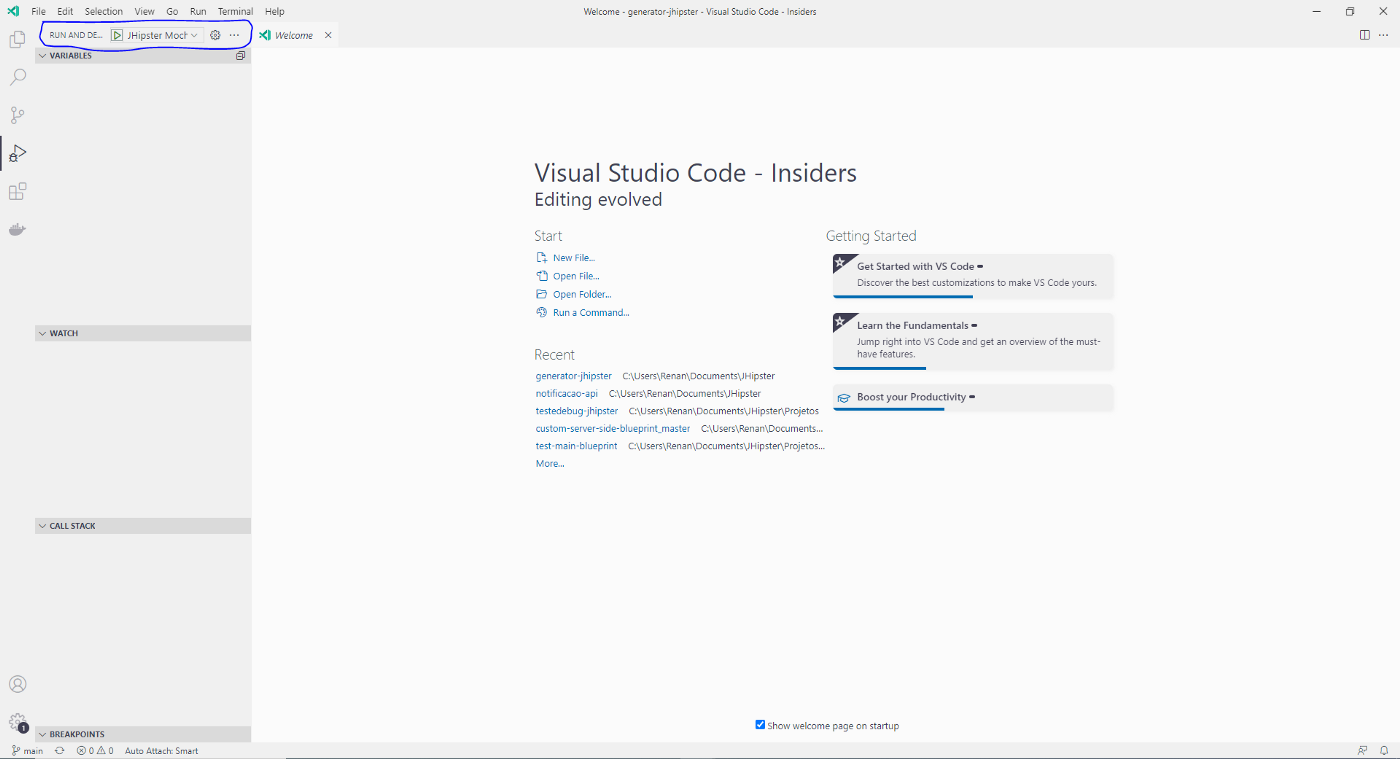 File Edit Selection View Go Run Terminal Help
Welcome - generator-jhipster - Visual Studio Code - Insiders
RUN AND DE... JHipster Moch
Welcome
VARIABLES
WATCH
CALL STACK
BREAKPOINTS
Visual Studio Code - Insiders
Editing evolved
Start
New File...
Open File...
Open Folder...
Run a Command...
Recent
generator-jhipster C:\Users\Renan\Documents\JHipster
notificacao-api C:\Users\Renan\Documents\JHipster
testedebug-jhipster C:\Users\Renan\Documents\JHipster\Projetos
custom-server-side-blueprint_master C:\Users\Renan\Documents...
test-main-blueprint C:\Users\Renan\Documents\JHipster\Projetos...
More...
Getting Started
Get Started with VS Code
Discover the best customizations to make VS Code yours.
Learn the Fundamentals
Jump right into VS Code and get an overview of the must-
have features.
Boost your Productivity
Show welcome page on startup
1
main 0 0 Auto Attach: Smart